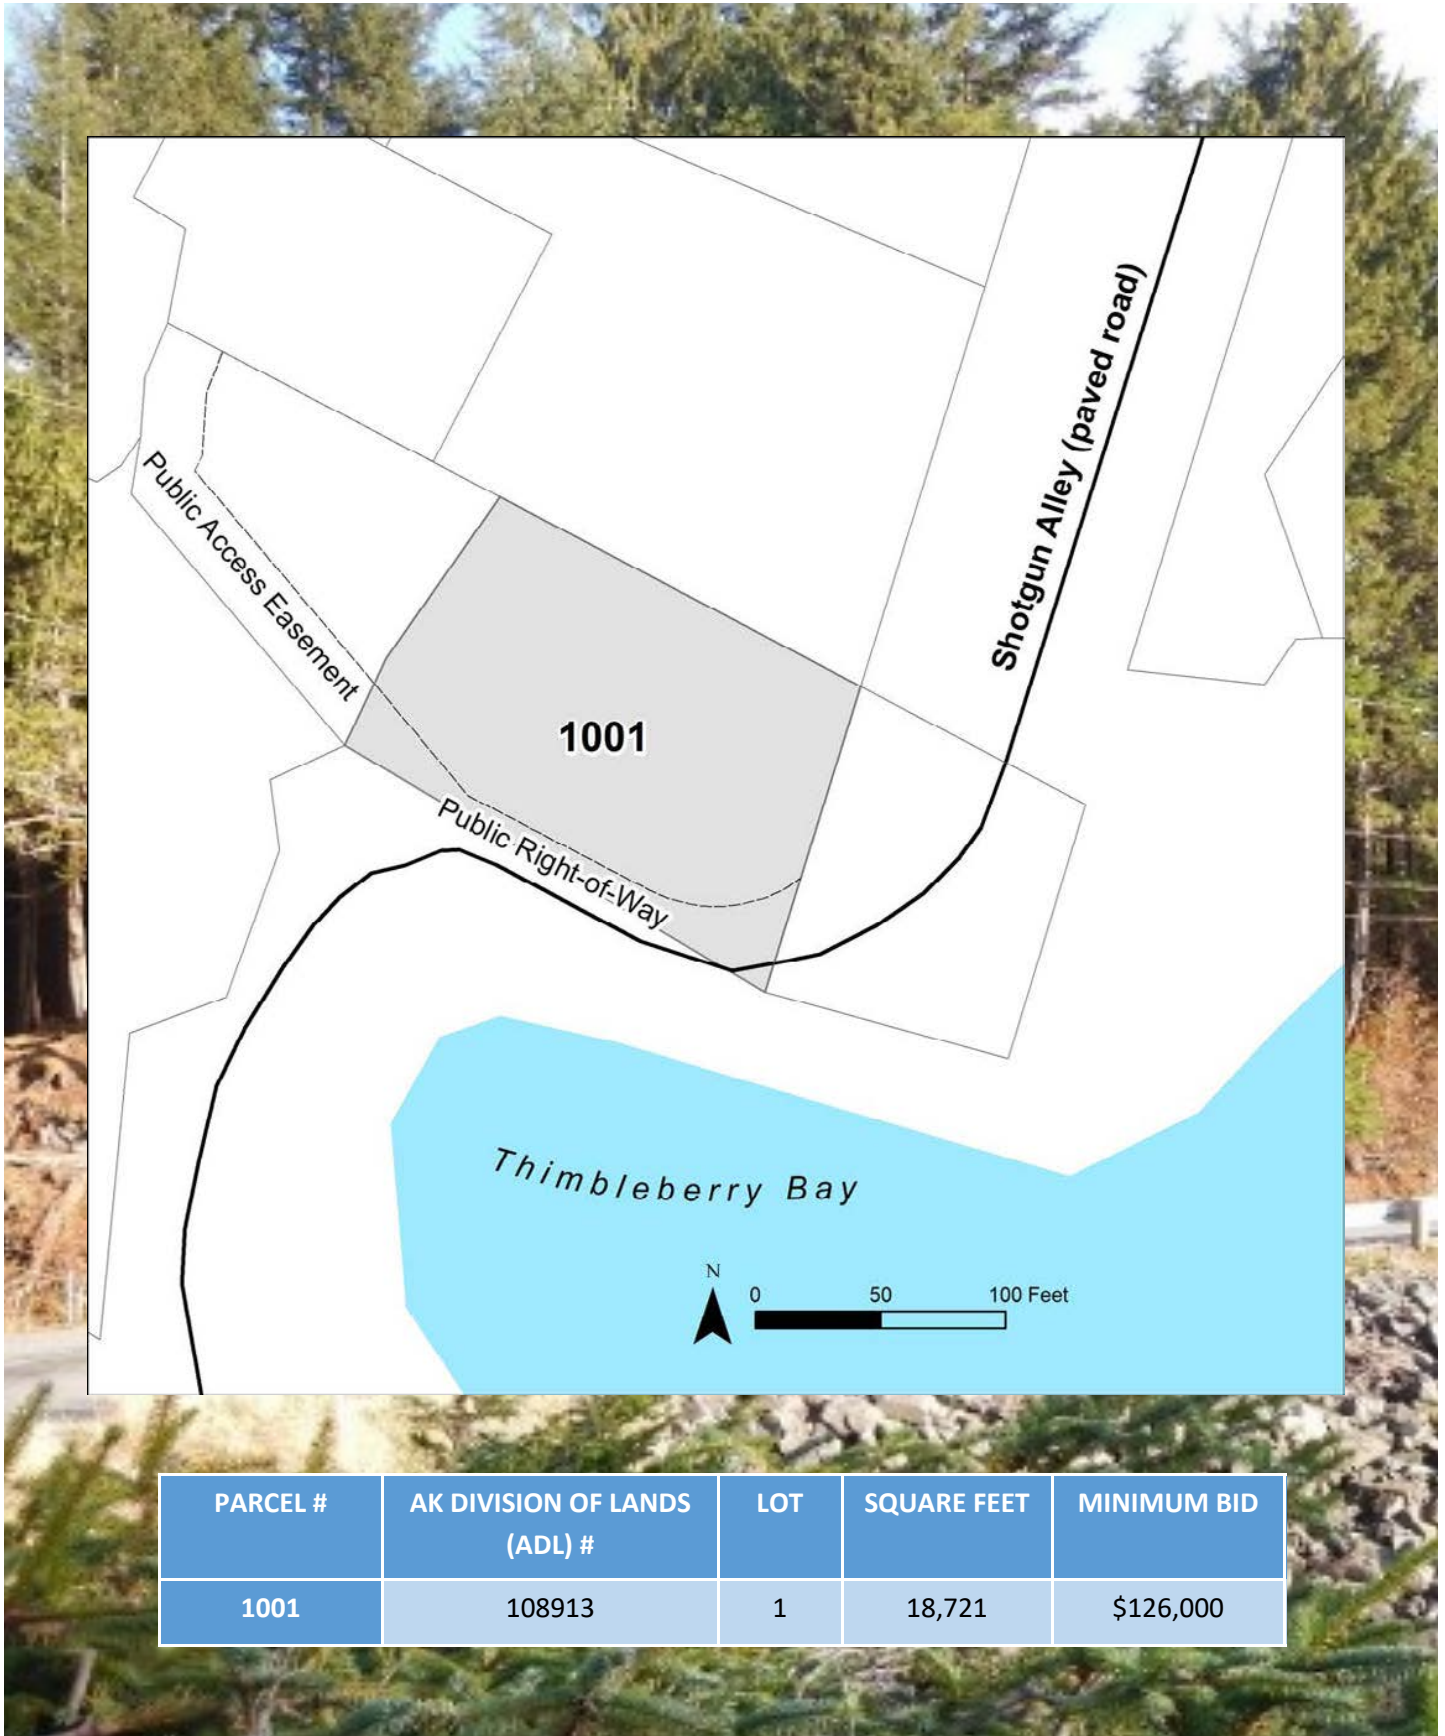 Shotgun Alley (paved road)
Public Access Easement
1001
Public Right-of-Way
Thimbleberry Bay
N
0 50 100 Feet
PARCEL # AK DIVISION OF LANDS (ADL) # LOT SQUARE FEET MINIMUM BID
1001 108913 1 18,721 $126,000